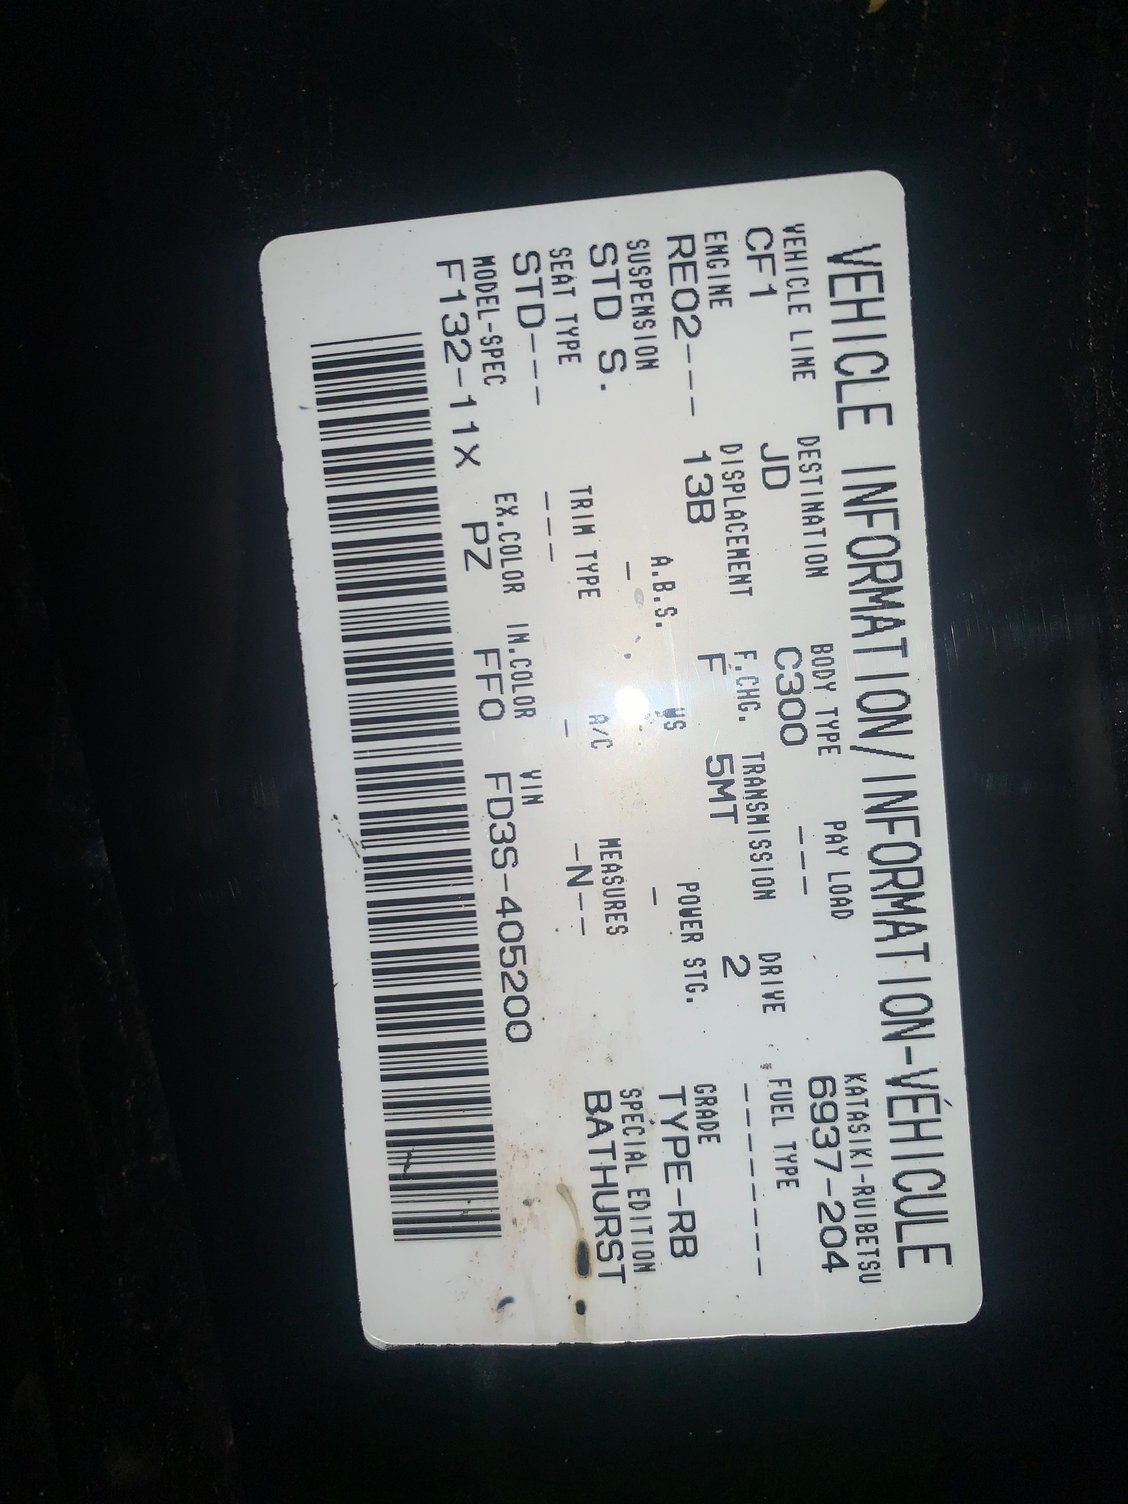 VEHICLE INFORMATION/INFORMATION-VÉHICULE
VEHICLE LINE DESTINATION BODY TYPE PAY LOAD KATASIKI-RUIBETSU
CF1 JD C300 --- 6937-204
ENGINE DISPLACEMENT F.CHG. TRANSMISSION DRIVE FUEL TYPE
RE02--- 13B F 5MT 2 -------
SUSPENSION A.B.S. WS POWER STG. GRADE
STD S. - - TYPE-RB
SEAT TYPE TRIM TYPE A/C MEASURES SPECIAL EDITION
STD--- --- - -N-- BATHURST
MODEL-SPEC EX.COLOR IN.COLOR VIN
F132-11X PZ FF0 FD3S-405200